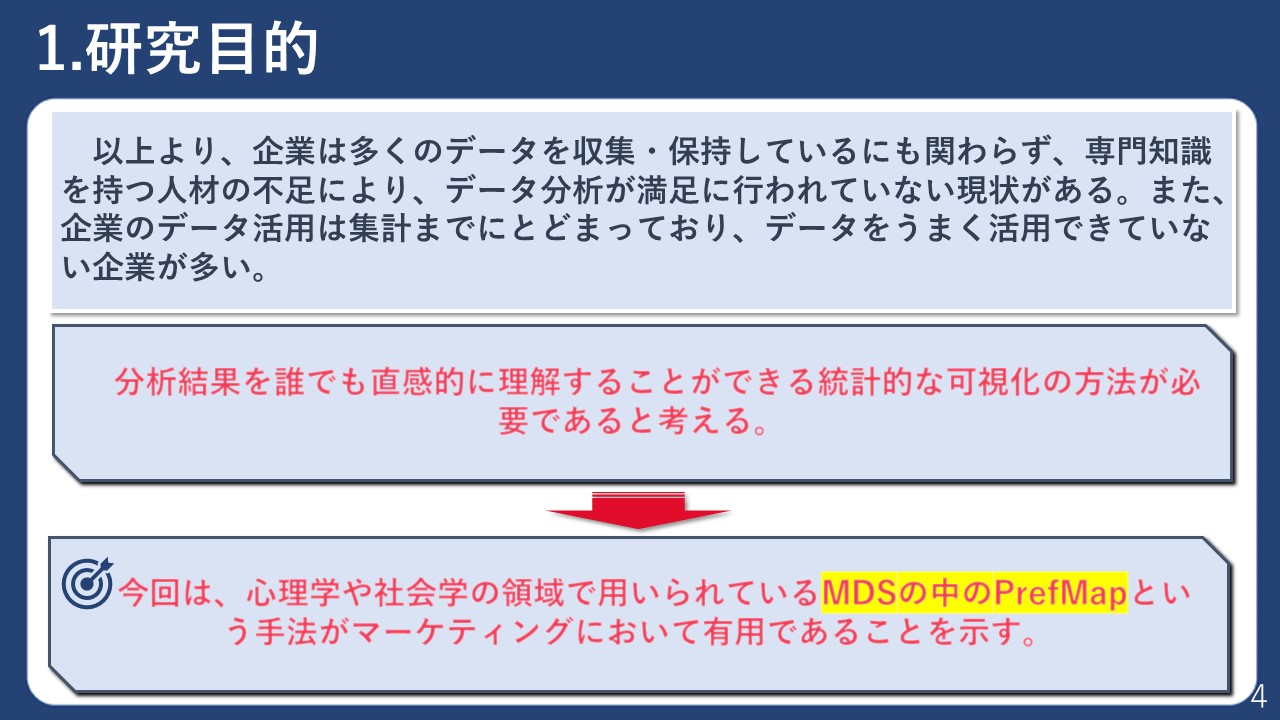 1.研究目的
以上より、企業は多くのデータを収集・保持しているにも関わらず、専門知識
を持つ人材の不足により、データ分析が満足に行われていない現状がある。また、
企業のデータ活用は集計までにとどまっており、データをうまく活用できていな
い企業が多い。
分析結果を誰でも直感的に理解することができる統計的な可視化の方法が必
要であると考える。
今回は、心理学や社会学の領域で用いられているMDSの中のPrefMapとい
う手法がマーケティングにおいて有用であることを示す。
4